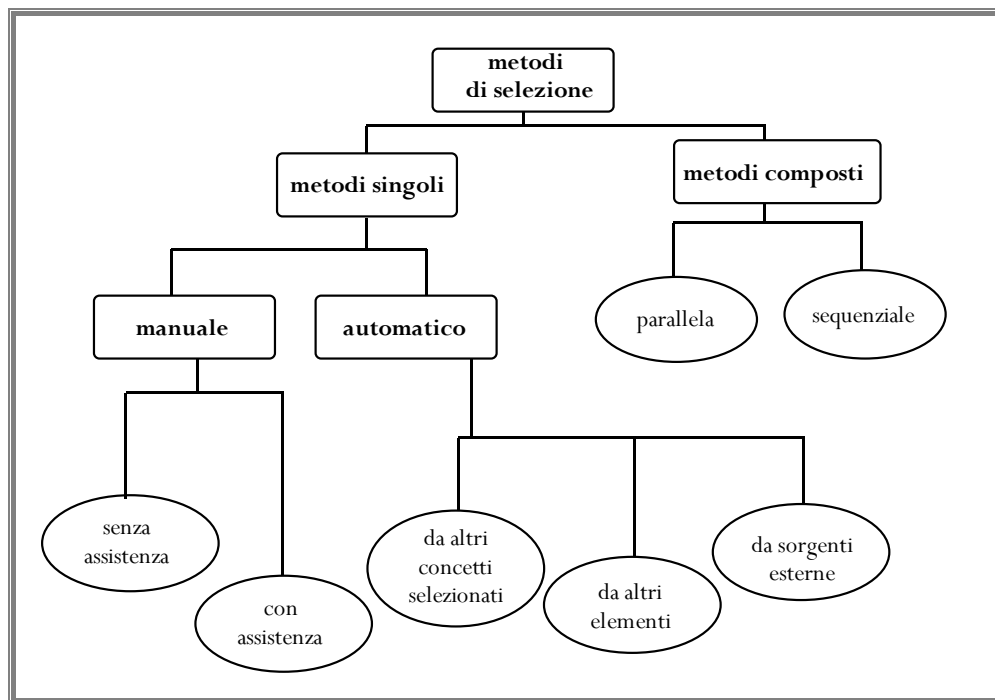 metodi
di selezione
metodi singoli
metodi composti
manuale
automatico
parallela
sequenziale
senza
assistenza
con
assistenza
da altri
concetti
selezionati
da altri
elementi
da sorgenti
esterne